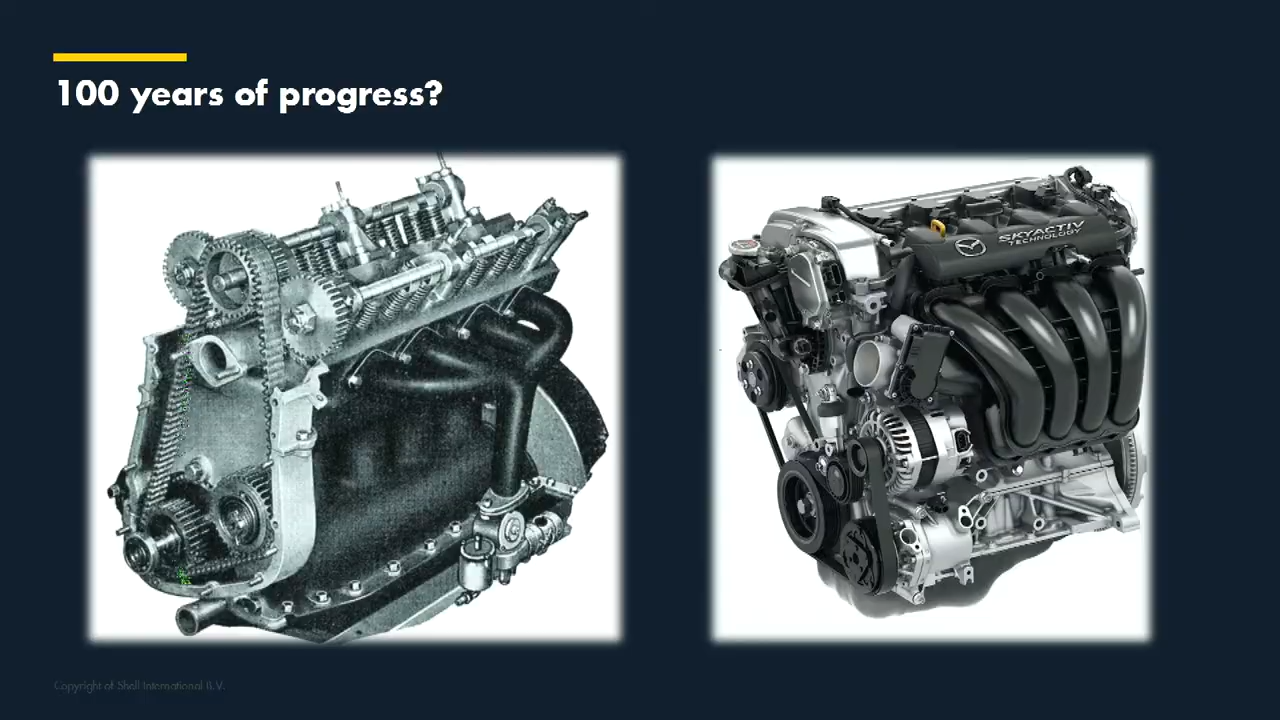 100 years of progress?
SKYACTIV
TECHNOLOGY
Copyright of Shell International B.V.